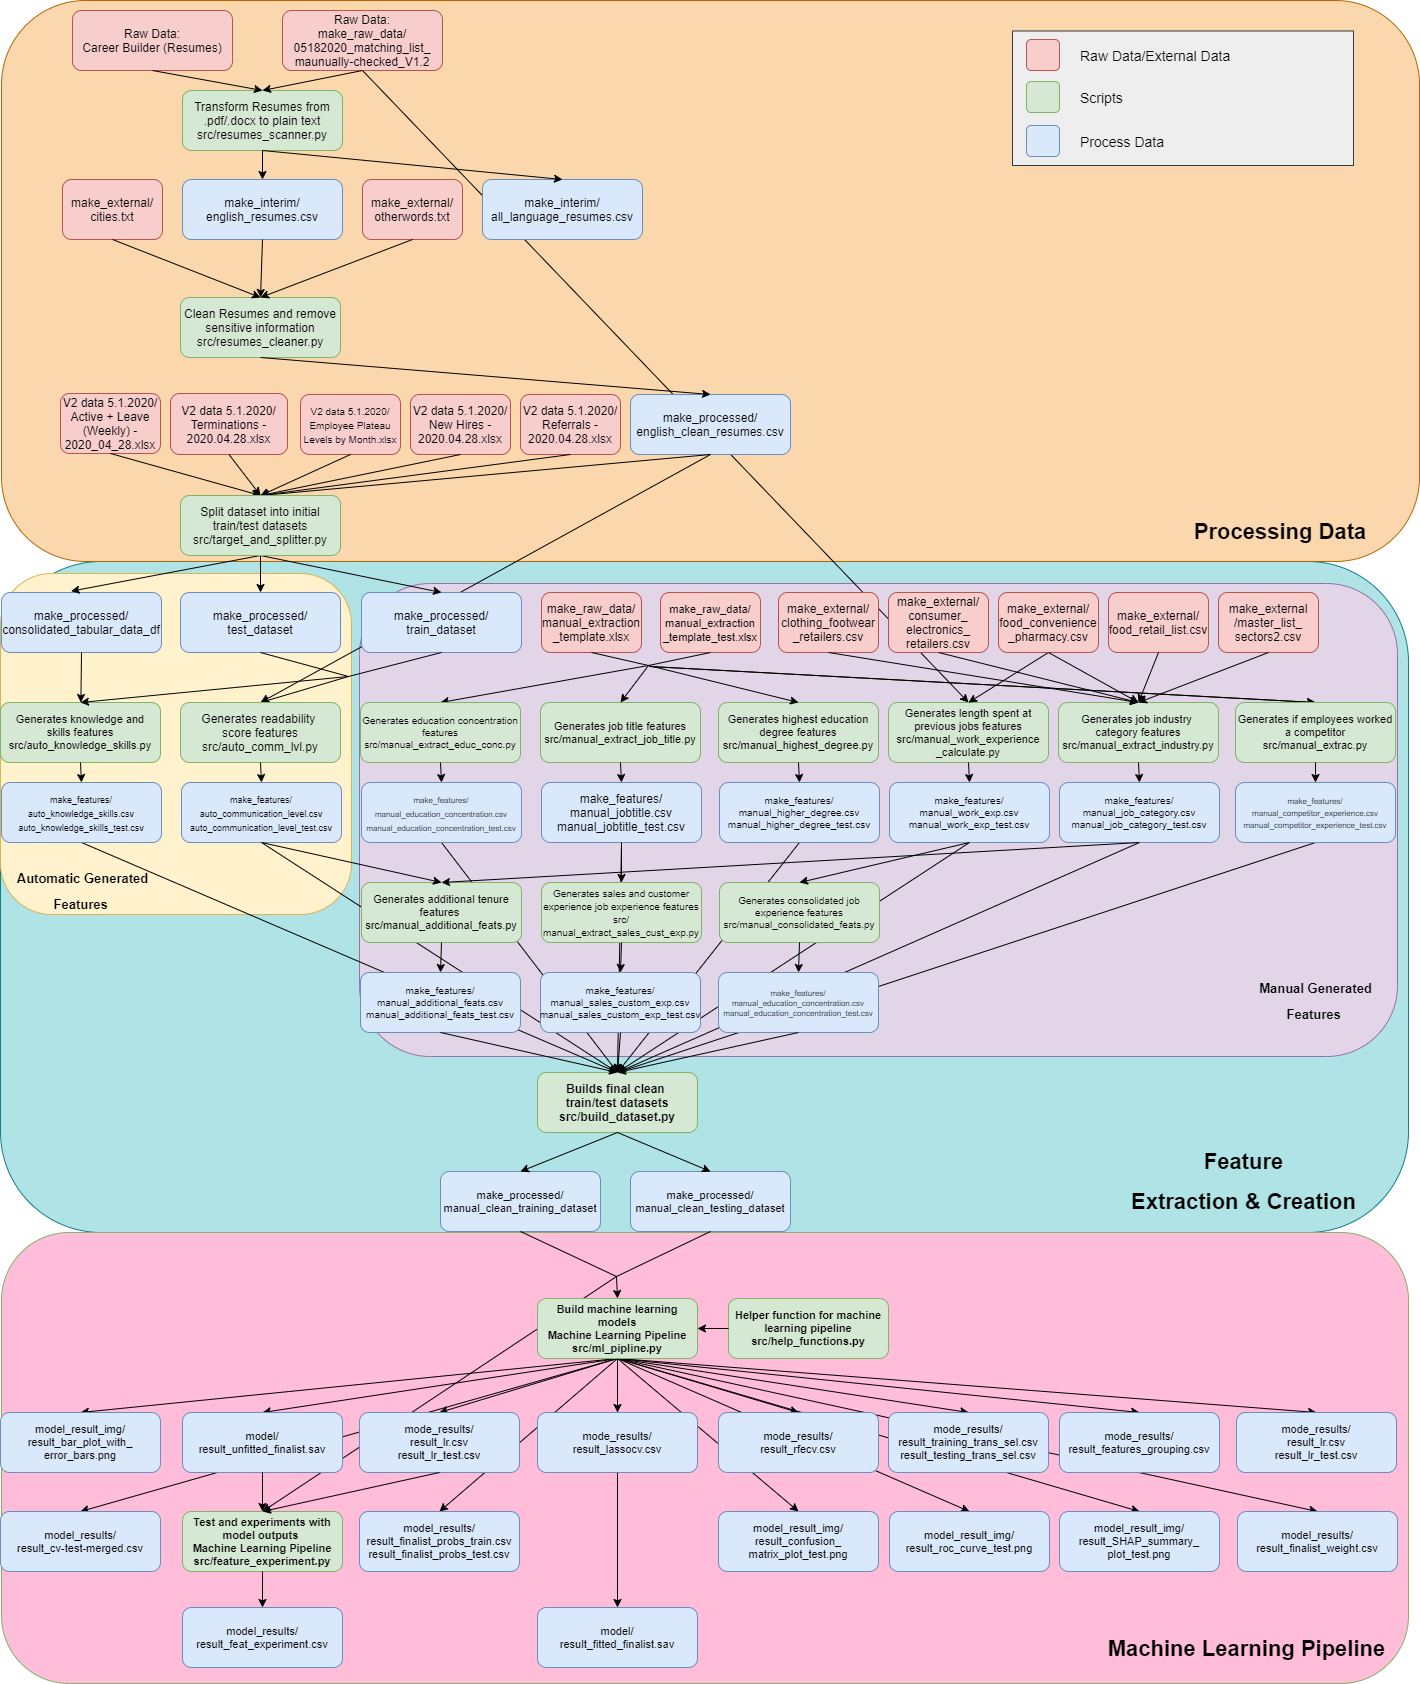 Raw Data:
Career Builder (Resumes)
Raw Data:
make_raw_data/
05182020_matching_list_
maunually-checked_V1.2
Raw Data/External Data
Scripts
Process Data
Transform Resumes from
.pdf/.docx to plain text
src/resumes_scanner.py
make_external/
cities.txt
make_interim/
english_resumes.csv
make_external/
otherwords.txt
make_interim/
all_language_resumes.csv
Clean Resumes and remove
sensitive information
src/resumes_cleaner.py
V2 data 5.1.2020/
Active + Leave
(Weekly) -
2020_04_28.xlsx
V2 data 5.1.2020/
Terminations -
2020.04.28.xlsx
V2 data 5.1.2020/
Employee Plateau
Levels by Month.xlsx
V2 data 5.1.2020/
New Hires -
2020.04.28.xlsx
V2 data 5.1.2020/
Referrals -
2020.04.28.xlsx
make_processed/
english_clean_resumes.csv
Split dataset into initial
train/test datasets
src/target_and_splitter.py
Processing Data
make_processed/
consolidated_tabular_data_df
make_processed/
test_dataset
make_processed/
train_dataset
make_raw_data/
manual_extraction
_template.xlsx
make_raw_data/
manual_extraction
_template_test.xlsx
make_external/
clothing_footwear
_retailers.csv
make_external/
consumer_
electronics_
retailers.csv
make_external/
food_convenience
_pharmacy.csv
make_external/
food_retail_list.csv
make_external
/master_list_
sectors2.csv
Generates knowledge and
skills features
src/auto_knowledge_skills.py
Generates readability
score features
src/auto_comm_lvl.py
Generates education concentration
features
src/manual_extract_educ_conc.py
Generates job title features
src/manual_extract_job_title.py
Generates highest education
degree features
src/manual_highest_degree.py
Generates length spent at
previous jobs features
src/manual_work_experience
_calculate.py
Generates job industry
category features
src/manual_extract_industry.py
Generates if employees worked
a competitor
src/manual_extrac.py
make_features/
auto_knowledge_skills.csv
auto_knowledge_skills_test.csv
make_features/
auto_communication_level.csv
auto_communication_level_test.csv
make_features/
manual_education_concentration.csv
manual_education_concentration_test.csv
make_features/
manual_jobtitle.csv
manual_jobtitle_test.csv
make_features/
manual_higher_degree.csv
manual_higher_degree_test.csv
make_features/
manual_work_exp.csv
manual_work_exp_test.csv
make_features/
manual_job_category.csv
manual_job_category_test.csv
make_features/
manual_competitor_experience.csv
manual_competitor_experience_test.csv
Automatic Generated
Features
Generates additional tenure
features
src/manual_additional_feats.py
Generates sales and customer
experience job experience features
src/
manual_extract_sales_cust_exp.py
Generates consolidated job
experience features
src/manual_consolidated_feats.py
make_features/
manual_additional_feats.csv
manual_additional_feats_test.csv
make_features/
manual_sales_custom_exp.csv
manual_sales_custom_exp_test.csv
make_features/
manual_education_concentration.csv
manual_education_concentration_test.csv
Manual Generated
Features
Builds final clean
train/test datasets
src/build_dataset.py
Feature
Extraction & Creation
make_processed/
manual_clean_training_dataset
make_processed/
manual_clean_testing_dataset
Build machine learning
models
Machine Learning Pipeline
src/ml_pipline.py
Helper function for machine
learning pipeline
src/help_functions.py
model_result_img/
result_bar_plot_with_
error_bars.png
model/
result_unfitted_finalist.sav
mode_results/
result_lr.csv
result_lr_test.csv
mode_results/
result_lassocv.csv
mode_results/
result_rfecv.csv
mode_results/
result_training_trans_sel.csv
result_testing_trans_sel.csv
mode_results/
result_features_grouping.csv
mode_results/
result_lr.csv
result_lr_test.csv
model_results/
result_cv-test-merged.csv
Test and experiments with
model outputs
Machine Learning Pipeline
src/feature_experiment.py
model_results/
result_finalist_probs_train.csv
result_finalist_probs_test.csv
model_result_img/
result_confusion_
matrix_plot_test.png
model_result_img/
result_roc_curve_test.png
model_result_img/
result_SHAP_summary_
plot_test.png
model_results/
result_finalist_weight.csv
model_results/
result_feat_experiment.csv
model/
result_fitted_finalist.sav
Machine Learning Pipeline